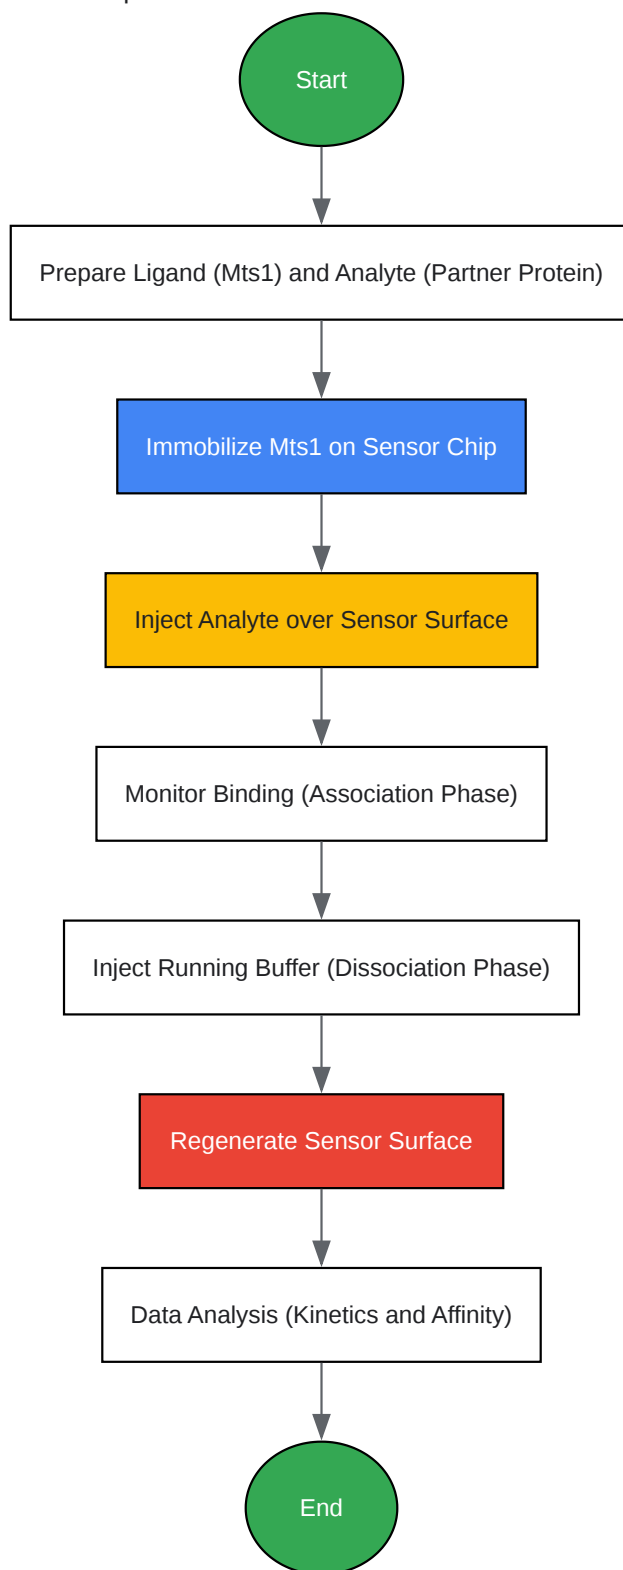 Start
Prepare Ligand (Mts1) and Analyte (Partner Protein)
Immobilize Mts1 on Sensor Chip
Inject Analyte over Sensor Surface
Monitor Binding (Association Phase)
Inject Running Buffer (Dissociation Phase)
Regenerate Sensor Surface
Data Analysis (Kinetics and Affinity)
End